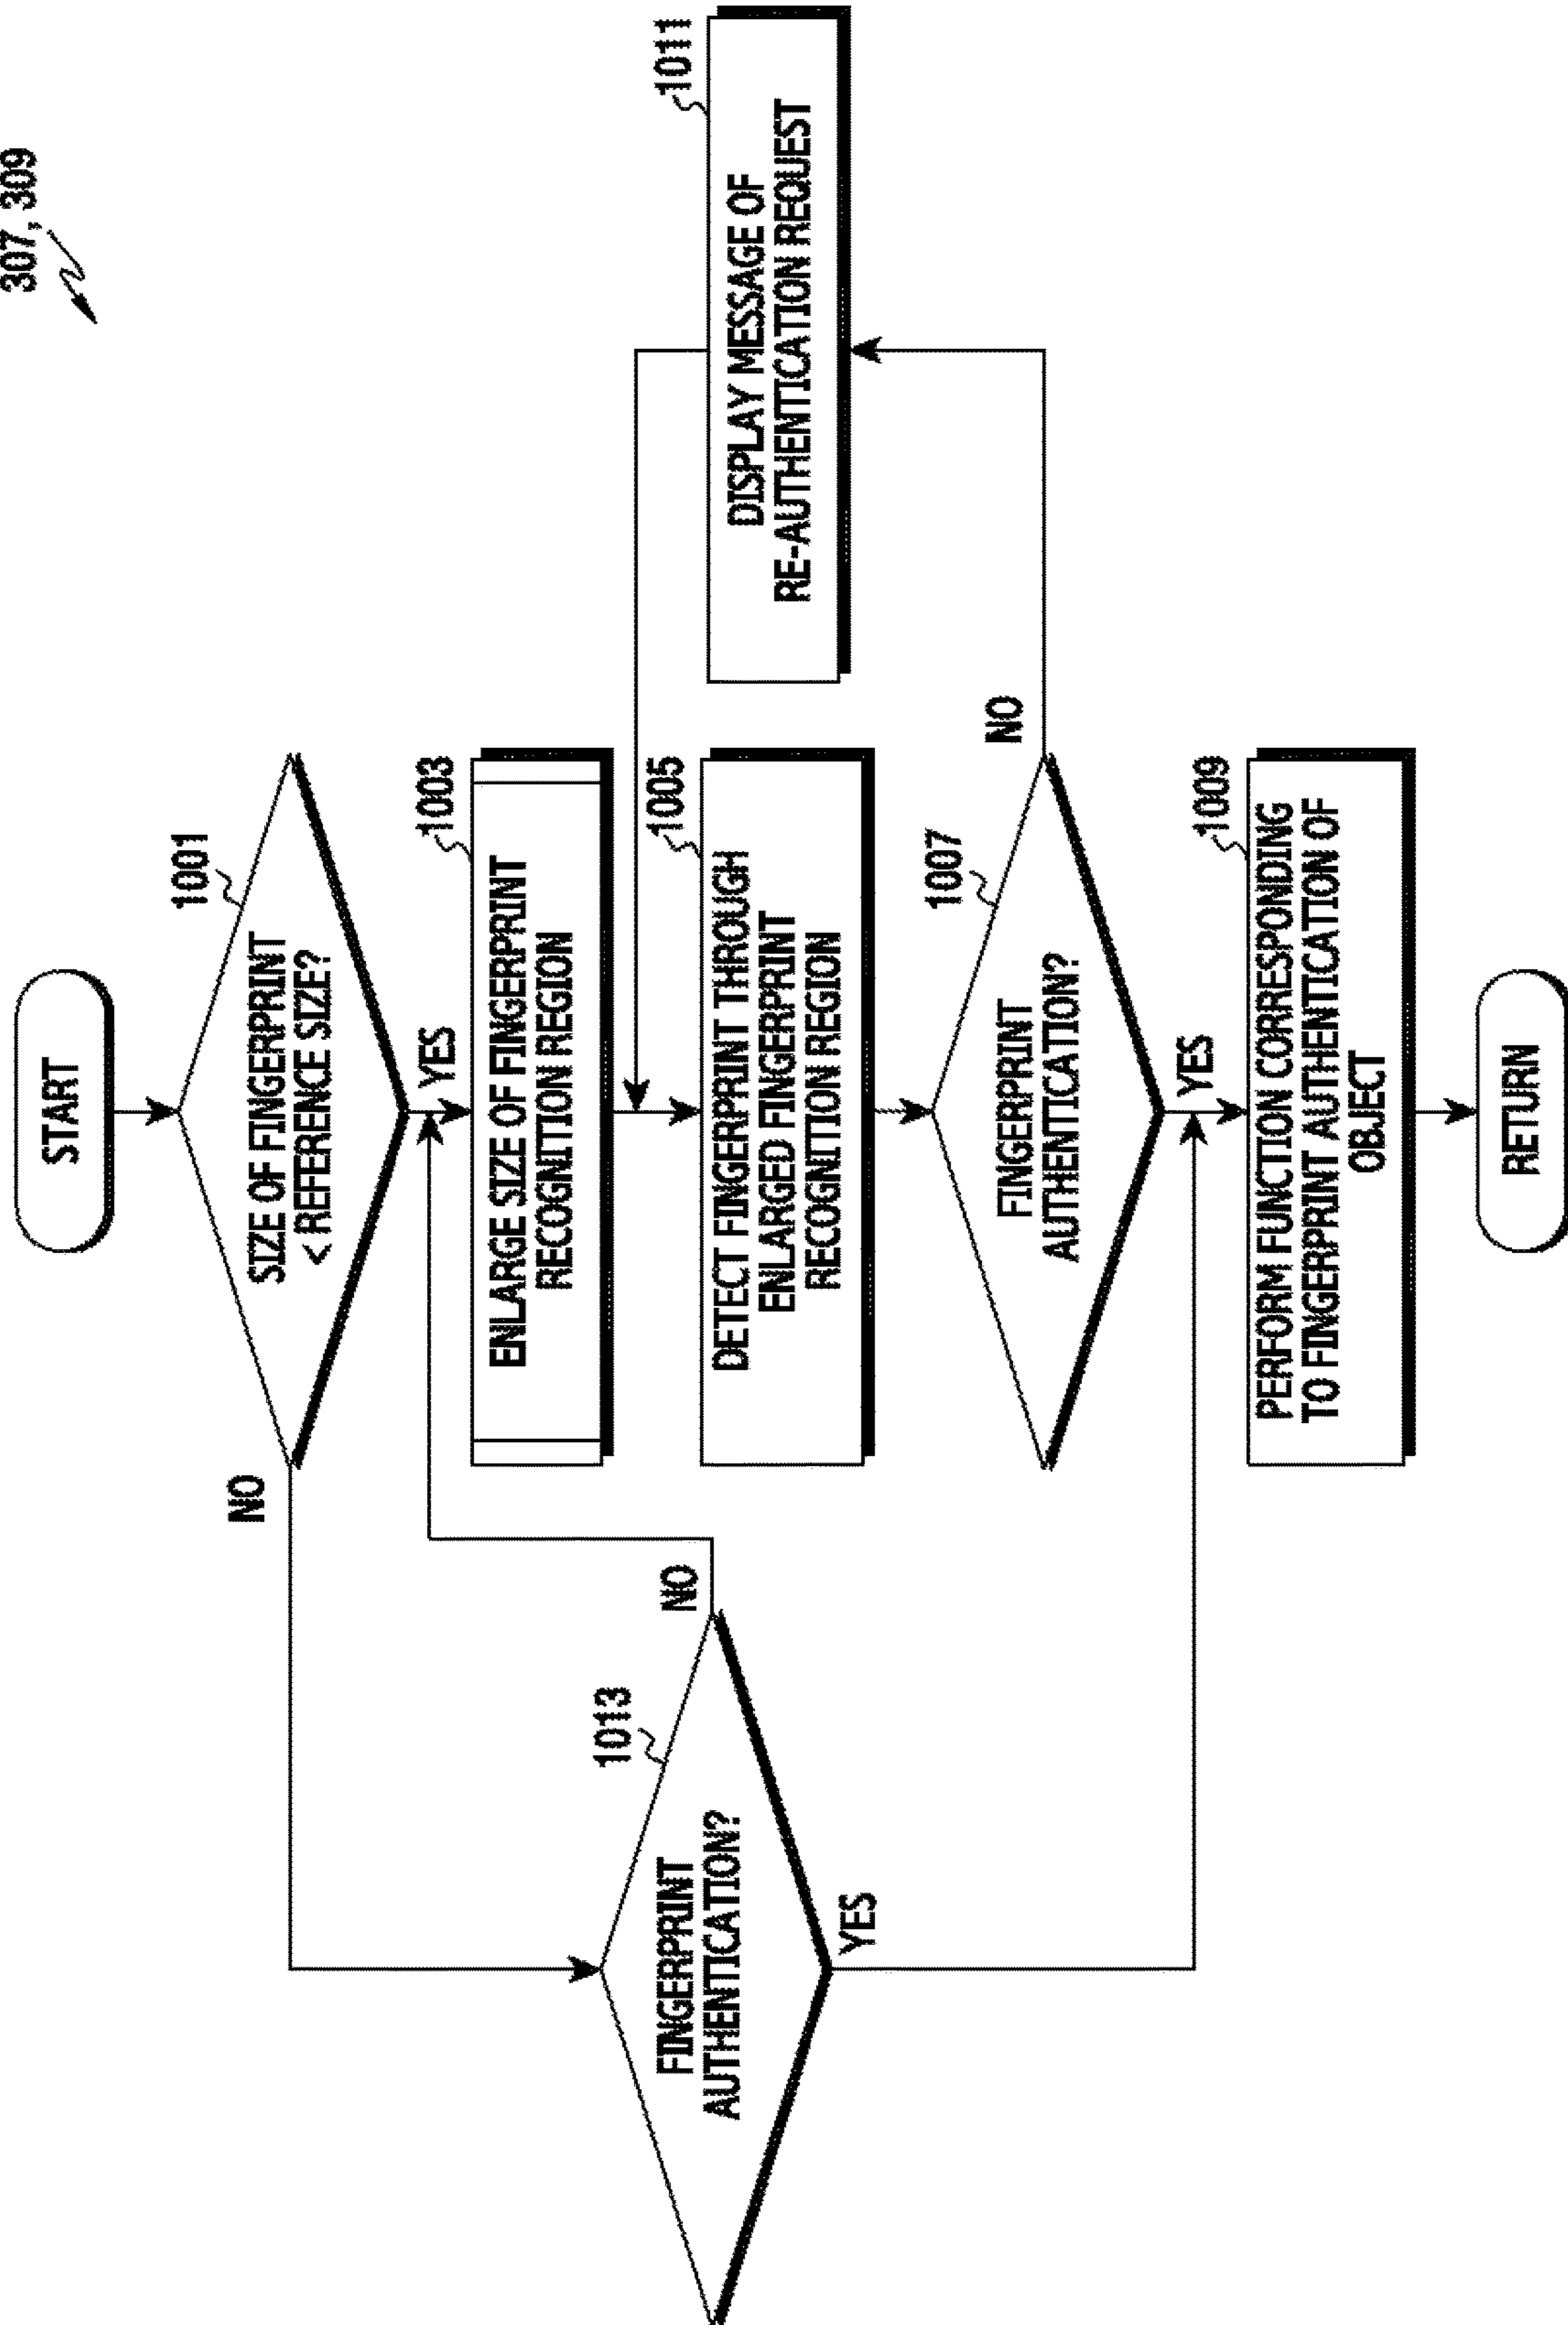 307, 309
START
1001
SIZE OF FINGERPRINT
< REFERENCE SIZE?
NO
YES
1003
ENLARGE SIZE OF FINGERPRINT
RECOGNITION REGION
1005
DETECT FINGERPRINT THROUGH
ENLARGED FINGERPRINT
RECOGNITION REGION
1011
DISPLAY MESSAGE OF
RE-AUTHENTICATION REQUEST
1013
FINGERPRINT
AUTHENTICATION?
NO
YES
1007
FINGERPRINT
AUTHENTICATION?
NO
YES
1009
PERFORM FUNCTION CORRESPONDING
TO FINGERPRINT AUTHENTICATION OF
OBJECT
RETURN